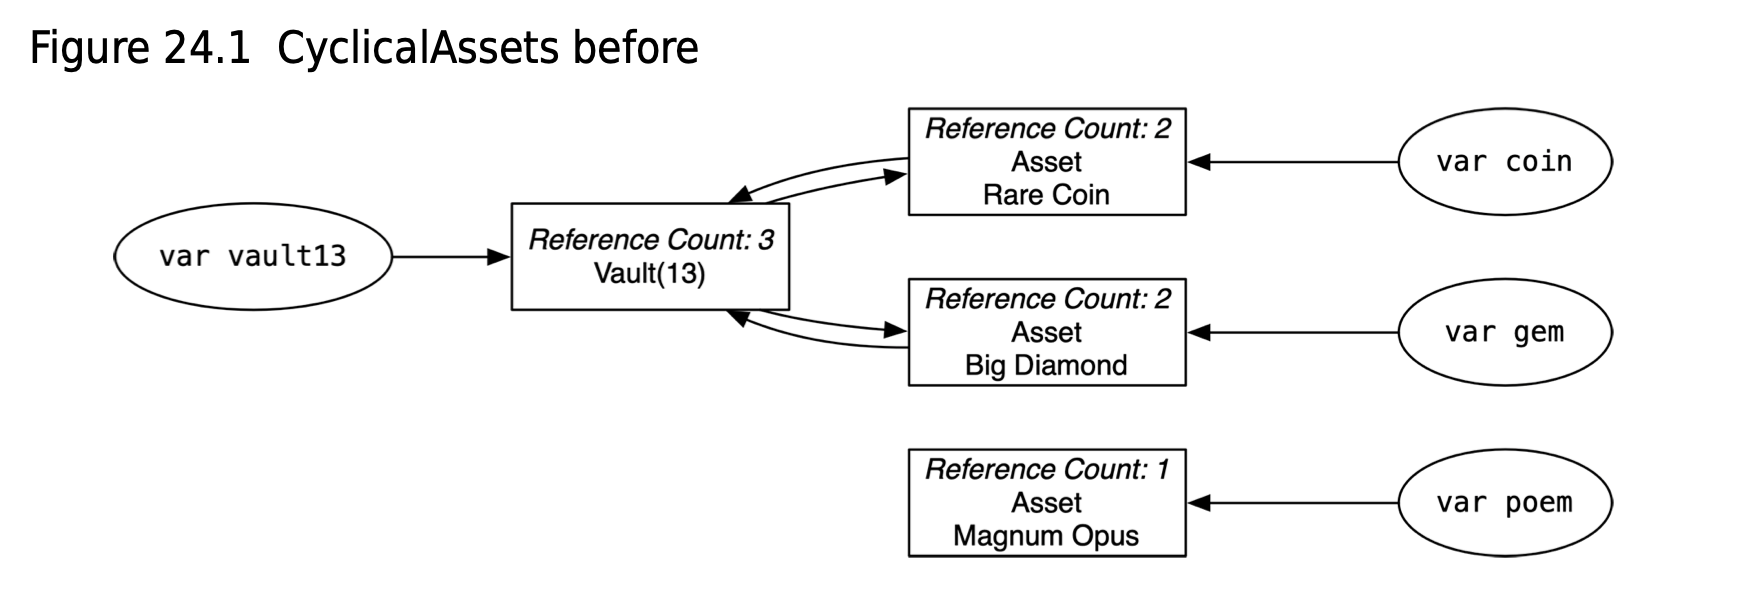 Figure 24.1 CyclicalAssets before
Reference Count: 2
Asset
Rare Coin
var coin
var vault13
Reference Count: 3
Vault(13)
Reference Count: 2
Asset
Big Diamond
var gem
Reference Count: 1
Asset
Magnum Opus
var poem